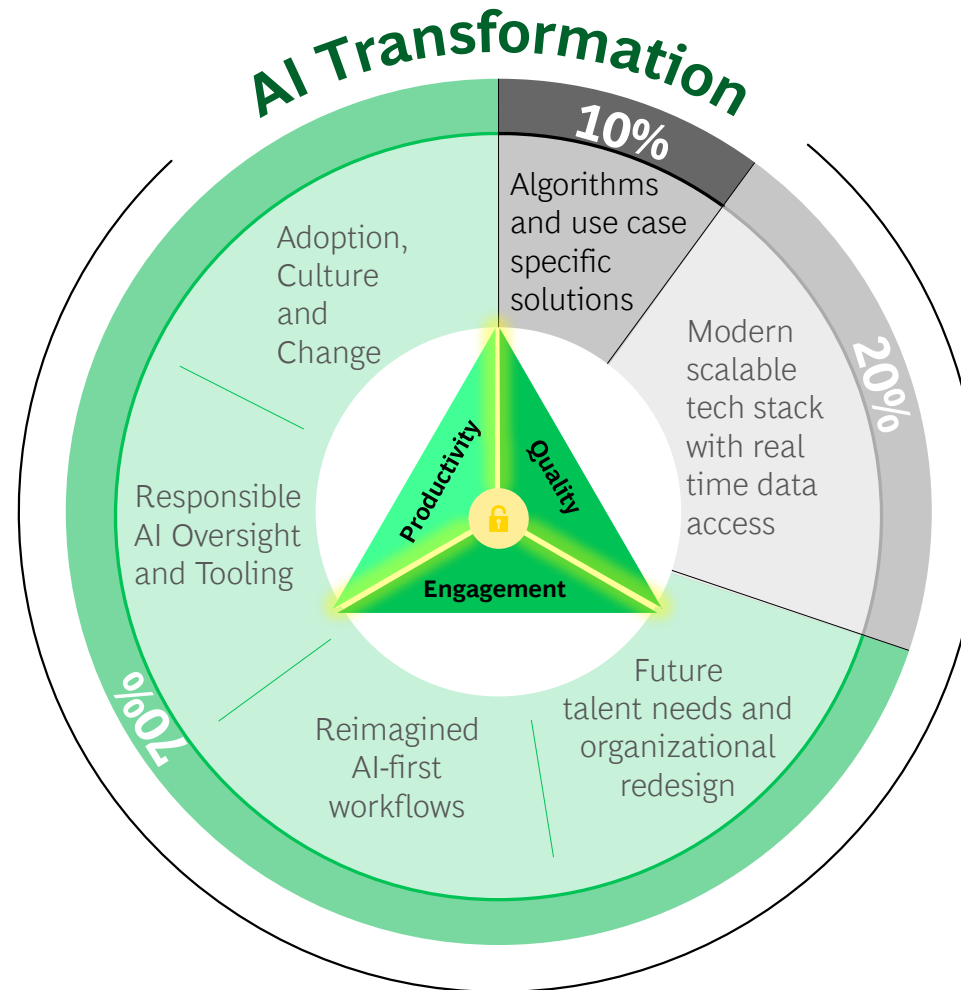 AI Transformation
10%
Algorithms
and use case
specific
solutions
20%
Modern
scalable
tech stack
with real
time data
access
Future
talent needs and
organizational
redesign
Reimagined
AI-first
workflows
70%
Responsible
AI Oversight
and Tooling
Adoption,
Culture
and
Change
Productivity
Quality
Engagement